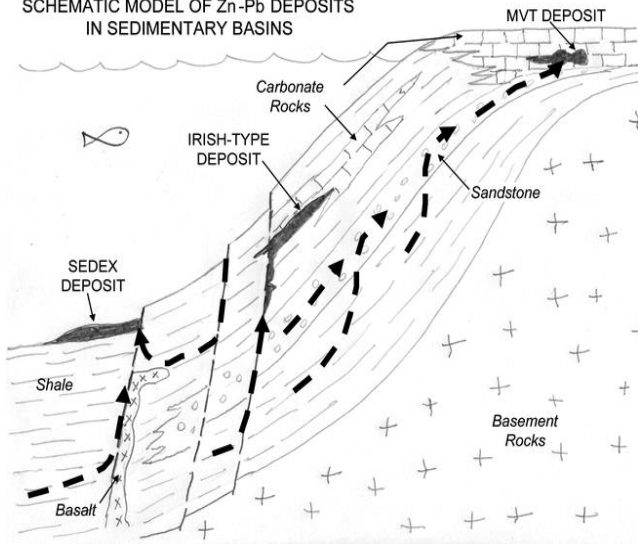 SCHEMATIC MODEL OF Zn-Pb DEPOSITS
IN SEDIMENTARY BASINS
MVT DEPOSIT
Carbonate
Rocks
IRISH-TYPE
DEPOSIT
Sandstone
SEDEX
DEPOSIT
Shale
Basement
Rocks
Basalt